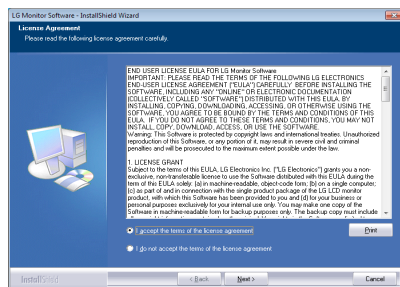 LG Monitor Software - InstallShield Wizard
License Agreement
Please read the following license agreement carefully.
END USER LICENSE EULA FOR LG Monitor Software
IMPORTANT: PLEASE READ THE TERMS OF THE FOLLOWING LG ELECTRONICS
END-USER LICENSE AGREEMENT ("EULA") CAREFULLY BEFORE INSTALLING THE
SOFTWARE, INCLUDING ANY "ONLINE" OR ELECTRONIC DOCUMENTATION
(COLLECTIVELY CALLED "SOFTWARE") DISTRIBUTED WITH THIS EULA. BY
INSTALLING, COPYING, DOWNLOADING, ACCESSING, OR OTHERWISE USING THE
SOFTWARE, YOU AGREE TO BE BOUND BY THE TERMS AND CONDITIONS OF THIS
EULA. IF YOU DO NOT AGREE TO THESE TERMS AND CONDITIONS, YOU MAY NOT
INSTALL, COPY, DOWNLOAD, ACCESS, OR USE THE SOFTWARE.
Warning: This Software is protected by copyright laws and international treaties. Unauthorized
reproduction of this Software, or any portion of it, may result in severe civil and criminal
penalties and will be prosecuted to the maximum extent possible under the law.
1. LICENSE GRANT
Subject to the terms of this EULA, LG Electronics Inc. ("LG Electronics") grants you a non-
exclusive, non-transferable license to use the Software distributed with this EULA during the
term of this EULA solely: (a) in machine-readable, object-code form; (b) on a single computer;
(c) as part of and in connection with the single product package of the LG LCD monitor
product, with which this Software has been provided to you and (d) for your business or
personal purposes exclusively for your internal use only. You may make one copy of the
Software in machine-readable form for backup purposes only. The backup copy must include
I accept the terms of the license agreement
Print
I do not accept the terms of the license agreement
InstallShield
< Back
Next >
Cancel